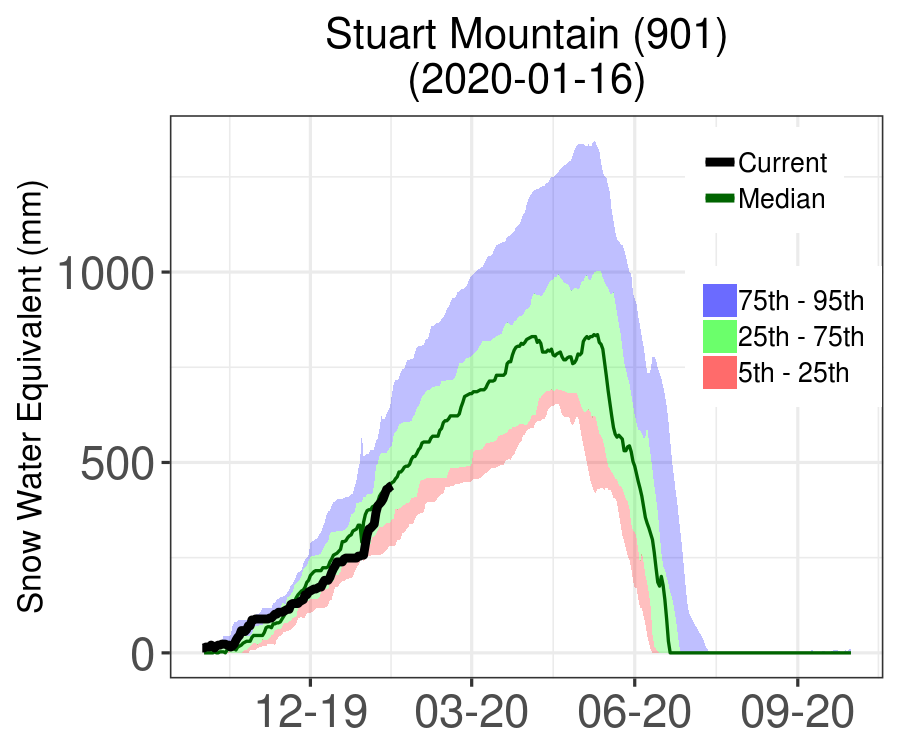 Stuart Mountain (901)
(2020-01-16)
Snow Water Equivalent (mm)
1000
500
0
12-19 03-20 06-20 09-20
Current
Median
75th - 95th
25th - 75th
5th - 25th